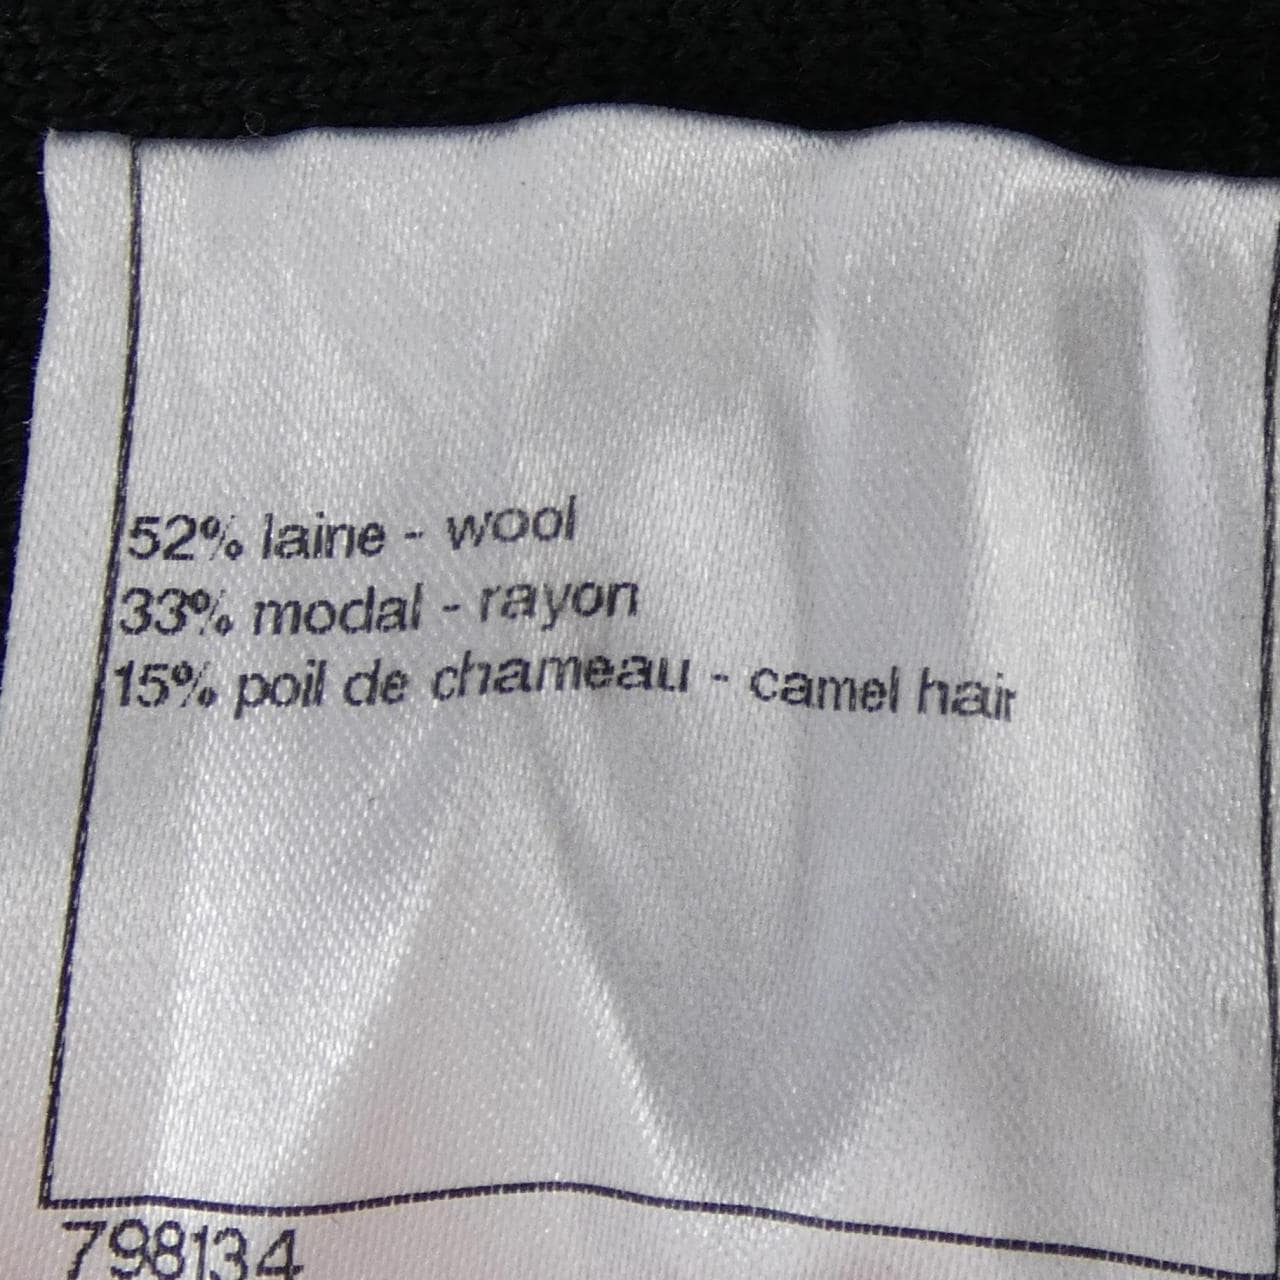 52% laine - wool
33% modal - rayon
15% poil de chameau - camel hair
798134